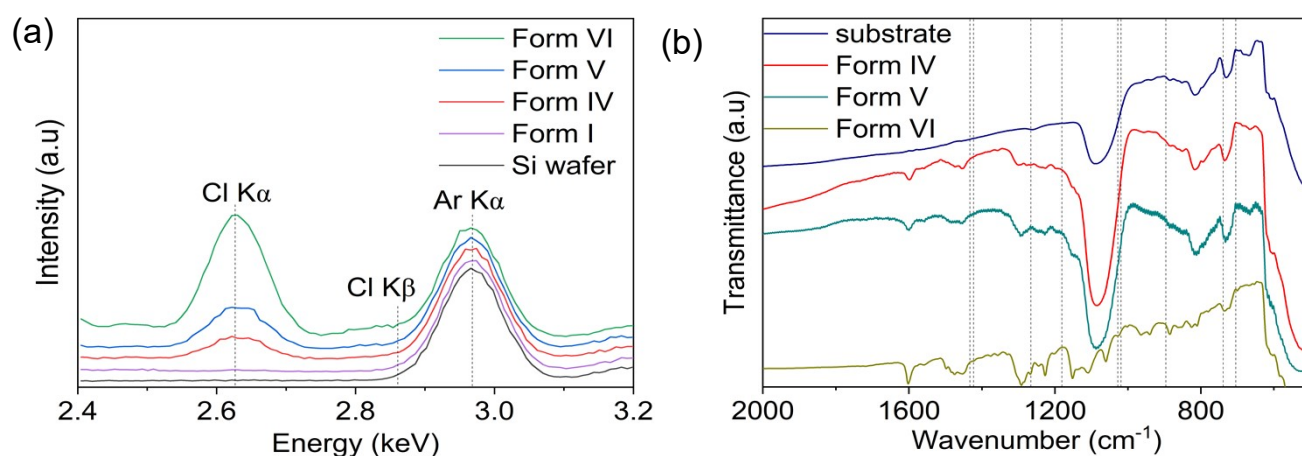 (a)
Intensity (a.u)
Form VI
Form V
Form IV
Form I
Si wafer
Cl Kα
Cl Kβ
Ar Kα
2.4
2.6
2.8
3.0
3.2
Energy (keV)
(b)
Transmittance (a.u)
substrate
Form IV
Form V
Form VI
2000
1600
1200
800
Wavenumber (cm⁻¹)